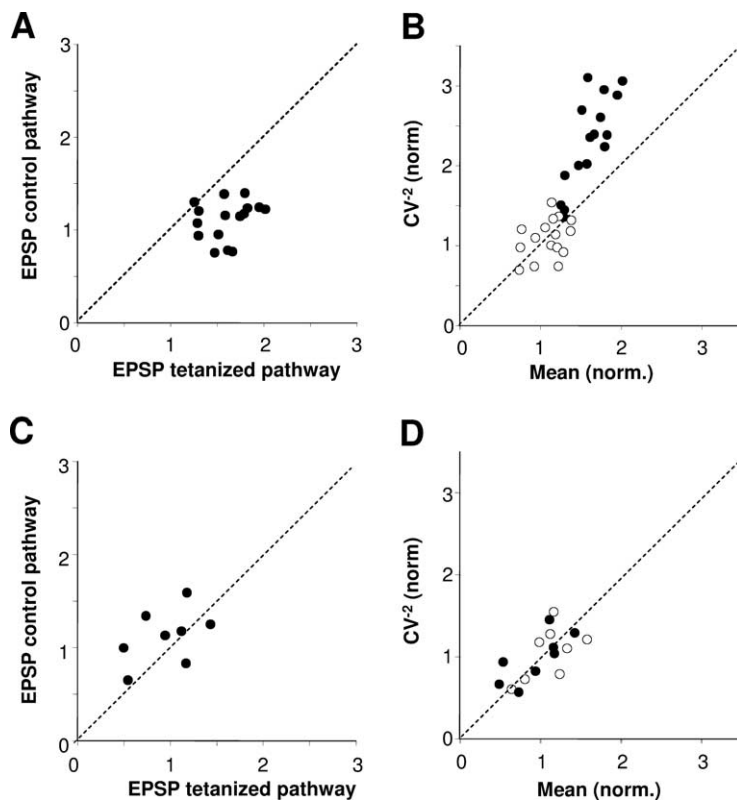 A
EPSP control pathway
3
2
1
0
0
1
2
3
EPSP tetanized pathway
B
CV-2 (norm)
3
2
1
0
0
1
2
3
Mean (norm.)
C
EPSP control pathway
3
2
1
0
0
1
2
3
EPSP tetanized pathway
D
CV-2 (norm)
3
2
1
0
0
1
2
3
Mean (norm.)